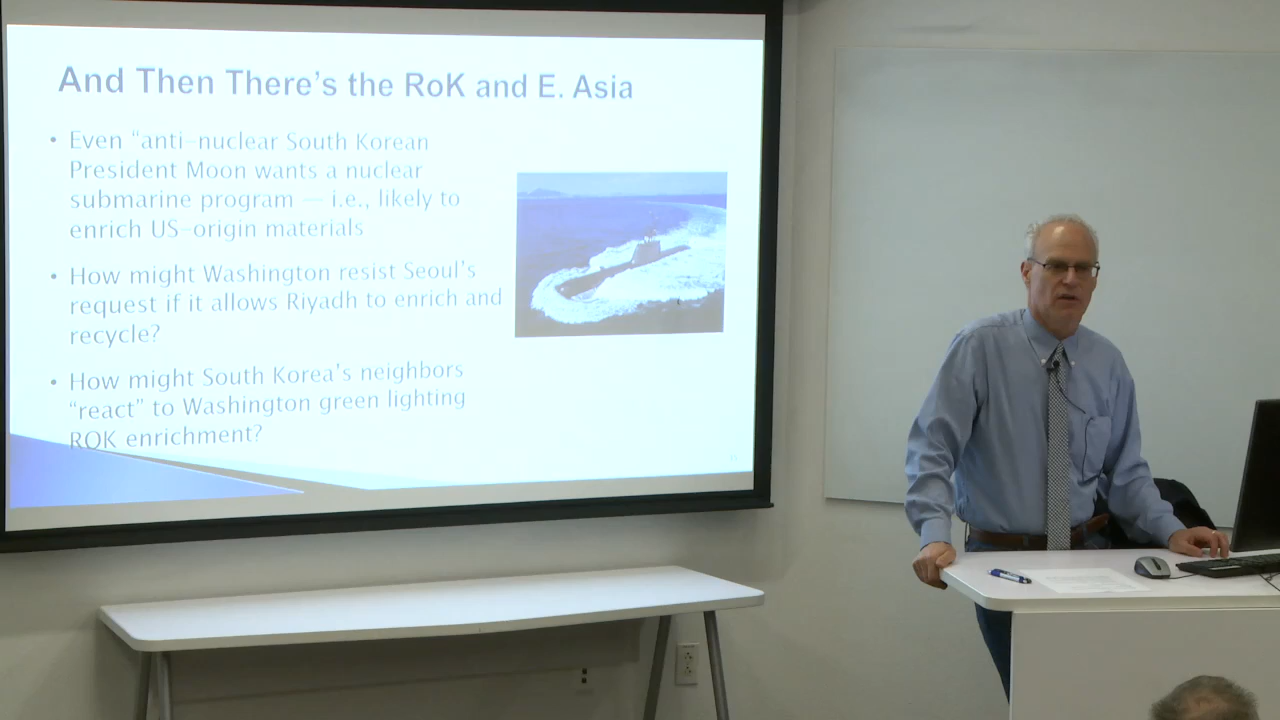 And Then There's the RoK and E. Asia
• Even "anti-nuclear South Korean
President Moon wants a nuclear
submarine program — i.e., likely to
enrich US-origin materials
• How might Washington resist Seoul's
request if it allows Riyadh to enrich and
recycle?
• How might South Korea's neighbors
"react" to Washington green lighting
ROK enrichment?